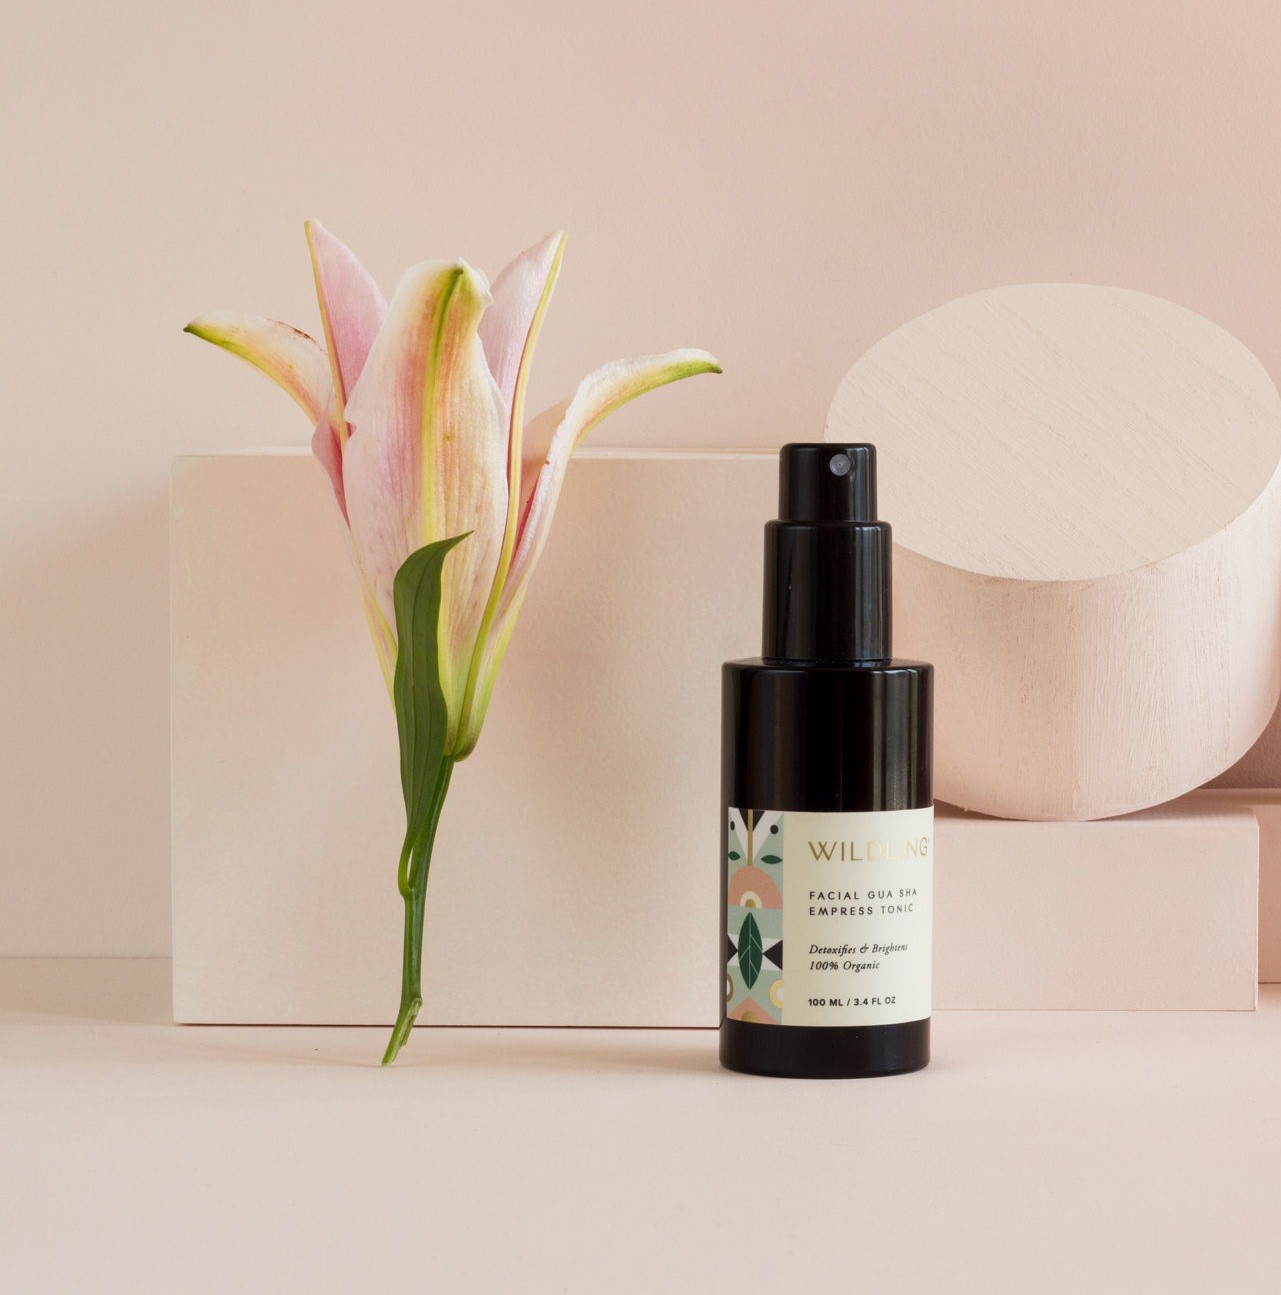 WILDLING®
FACIAL GUA SHA
EMPRESS TONIC
Detoxifies & Brightens
100% Organic
100 ML / 3.4 FL OZ